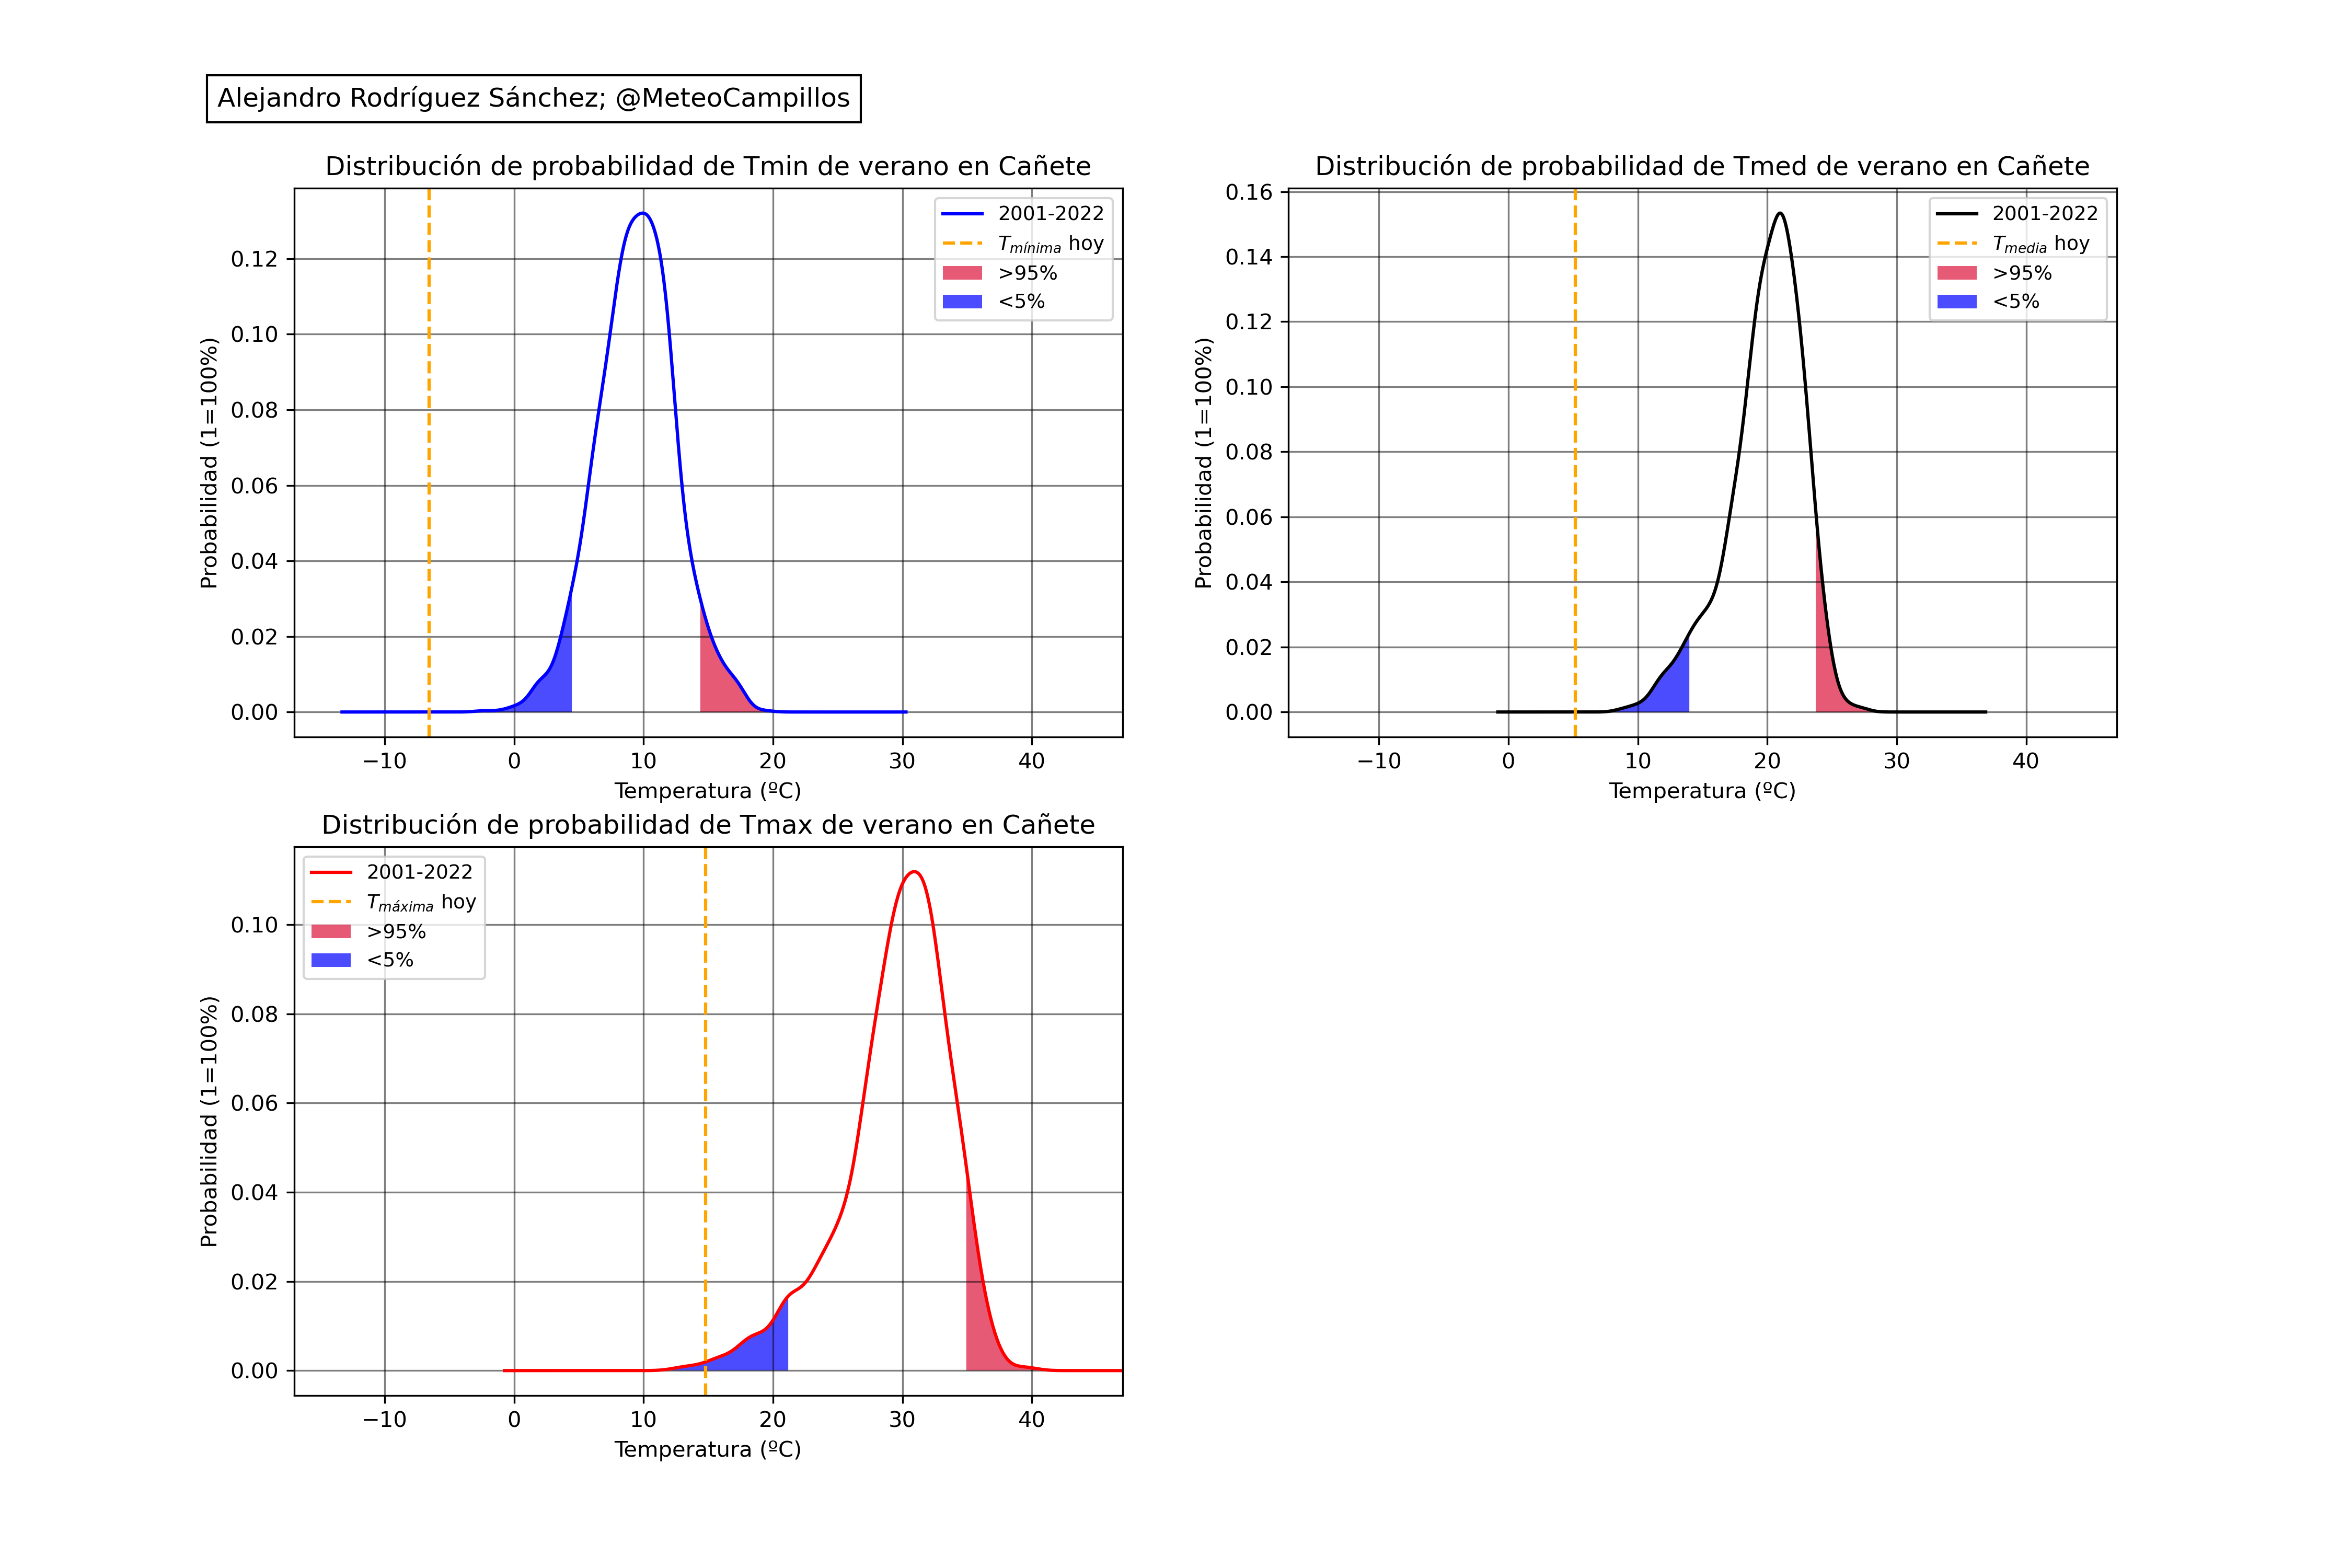 Alejandro Rodríguez Sánchez; @MeteoCampillos
Distribución de probabilidad de Tmin de verano en Cañete
Probabilidad (1=100%)
0.12
0.10
0.08
0.06
0.04
0.02
0.00
−10 0 10 20 30 40
Temperatura (ºC)
2001-2022
Tmínima hoy
>95%
<5%
Distribución de probabilidad de Tmed de verano en Cañete
Probabilidad (1=100%)
0.16
0.14
0.12
0.10
0.08
0.06
0.04
0.02
0.00
−10 0 10 20 30 40
Temperatura (ºC)
2001-2022
Tmedia hoy
>95%
<5%
Distribución de probabilidad de Tmax de verano en Cañete
Probabilidad (1=100%)
0.10
0.08
0.06
0.04
0.02
0.00
−10 0 10 20 30 40
Temperatura (ºC)
2001-2022
Tmáxima hoy
>95%
<5%